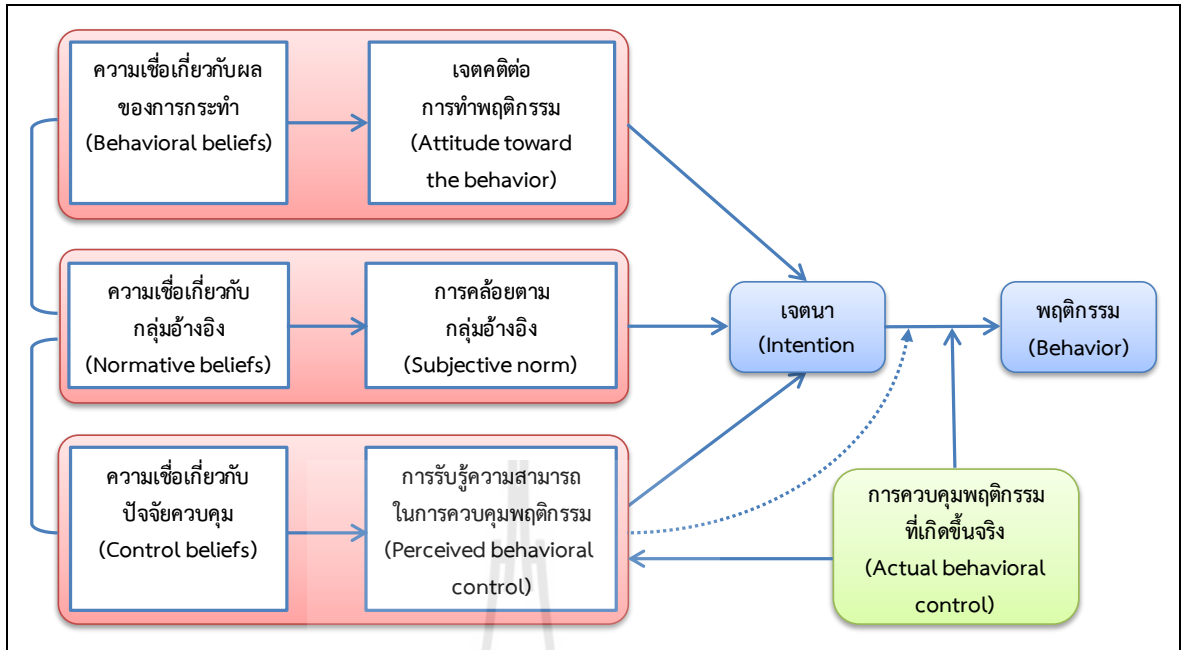 ความเชื่อเกี่ยวกับผล
ของการกระทำ
(Behavioral beliefs)
เจตคติต่อ
การทำพฤติกรรม
(Attitude toward
the behavior)
ความเชื่อเกี่ยวกับ
กลุ่มอ้างอิง
(Normative beliefs)
การคล้อยตาม
กลุ่มอ้างอิง
(Subjective norm)
เจตนา
(Intention
พฤติกรรม
(Behavior)
ความเชื่อเกี่ยวกับ
ปัจจัยควบคุม
(Control beliefs)
การรับรู้ความสามารถ
ในการควบคุมพฤติกรรม
(Perceived behavioral
control)
การควบคุมพฤติกรรม
ที่เกิดขึ้นจริง
(Actual behavioral
control)